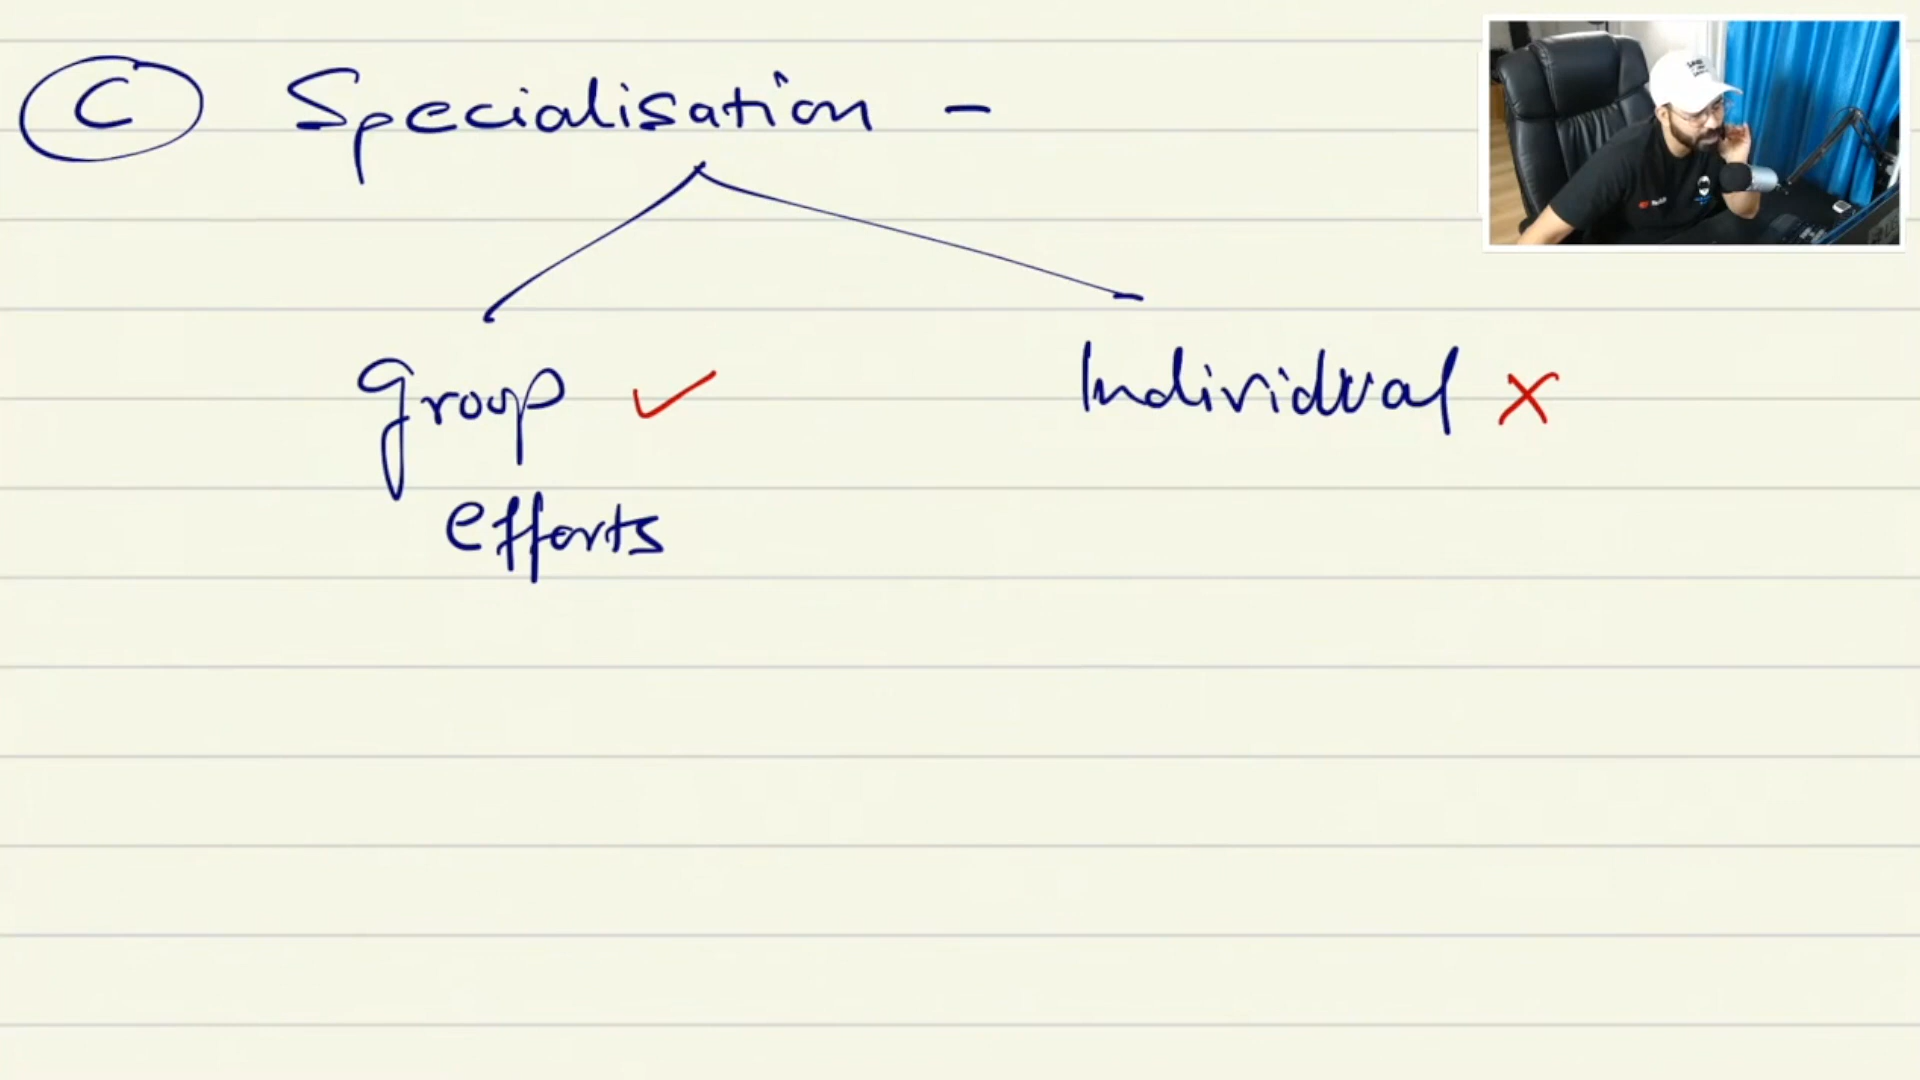 C Specialisation -
Group ✓ Individual ✗
efforts